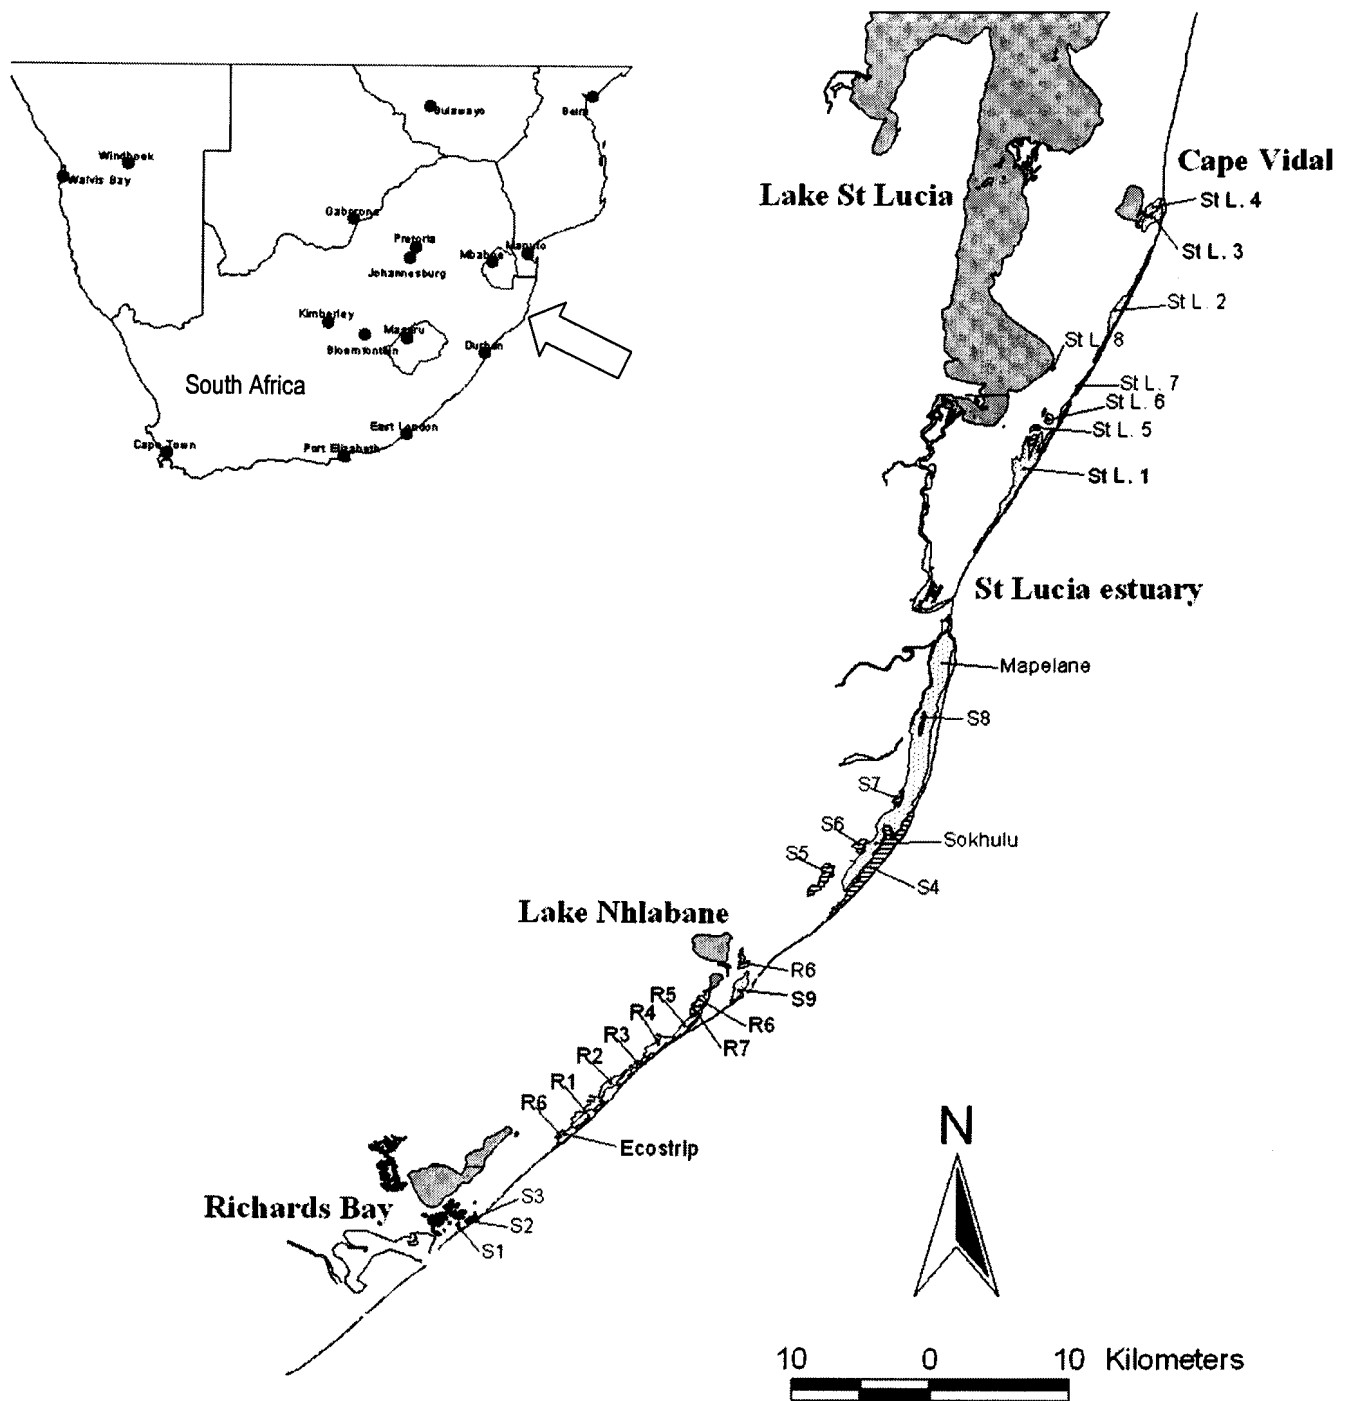 Bulawayo
Beira
Windhoek
Walvis Bay
Gaborone
Pretoria
Johannesburg
Mbabne
Maputo
Kimberley
Bloemfontein
Maseru
Durban
South Africa
East London
Cape Town
Port Elizabeth
Cape Vidal
Lake St Lucia
St L. 4
St L. 3
St L. 2
St L. 8
St L. 7
St L. 6
St L. 5
St L. 1
St Lucia estuary
Mapelane
S8
S7
S6
Sokhulu
S5
S4
Lake Nhlabane
R6
S9
R5
R6
R4
R7
R3
R2
R1
R6
Ecostrip
Richards Bay
S3
S2
S1
N
10 0 10 Kilometers